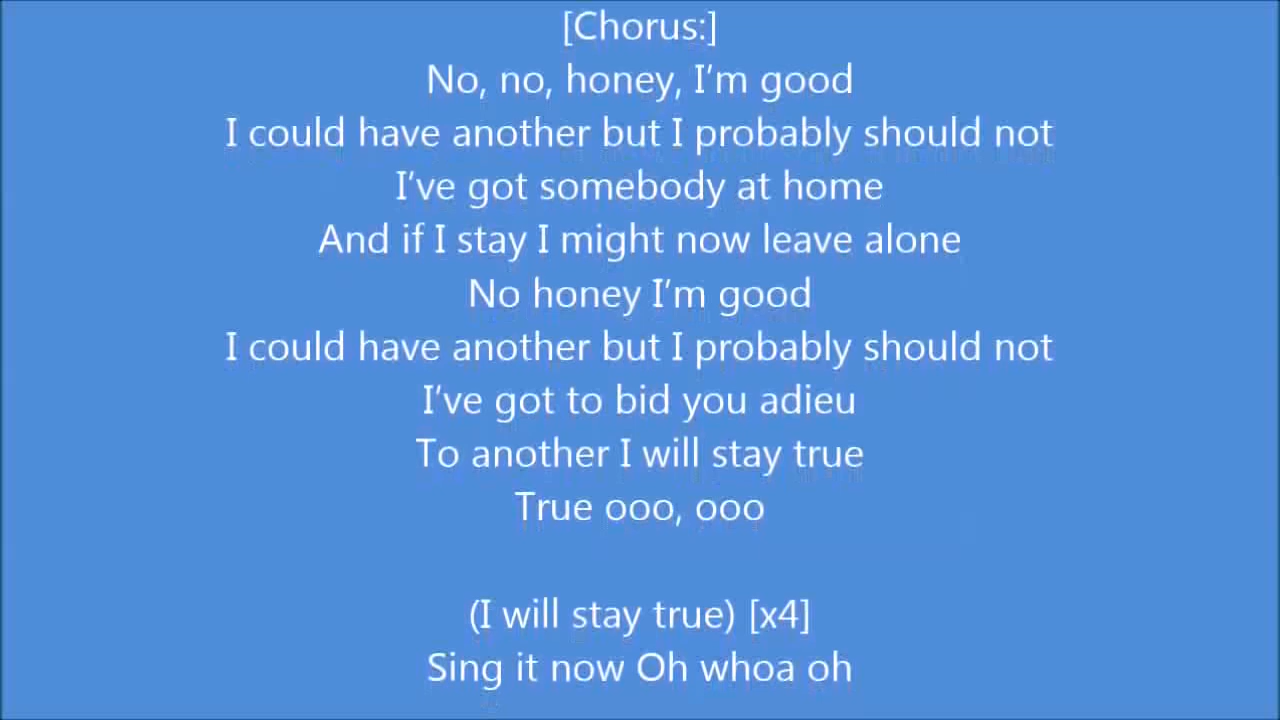 [Chorus:]
No, no, honey, I’m good
I could have another but I probably should not
I’ve got somebody at home
And if I stay I might now leave alone
No honey I’m good
I could have another but I probably should not
I’ve got to bid you adieu
To another I will stay true
True ooo, ooo
(I will stay true) [x4]
Sing it now Oh whoa oh